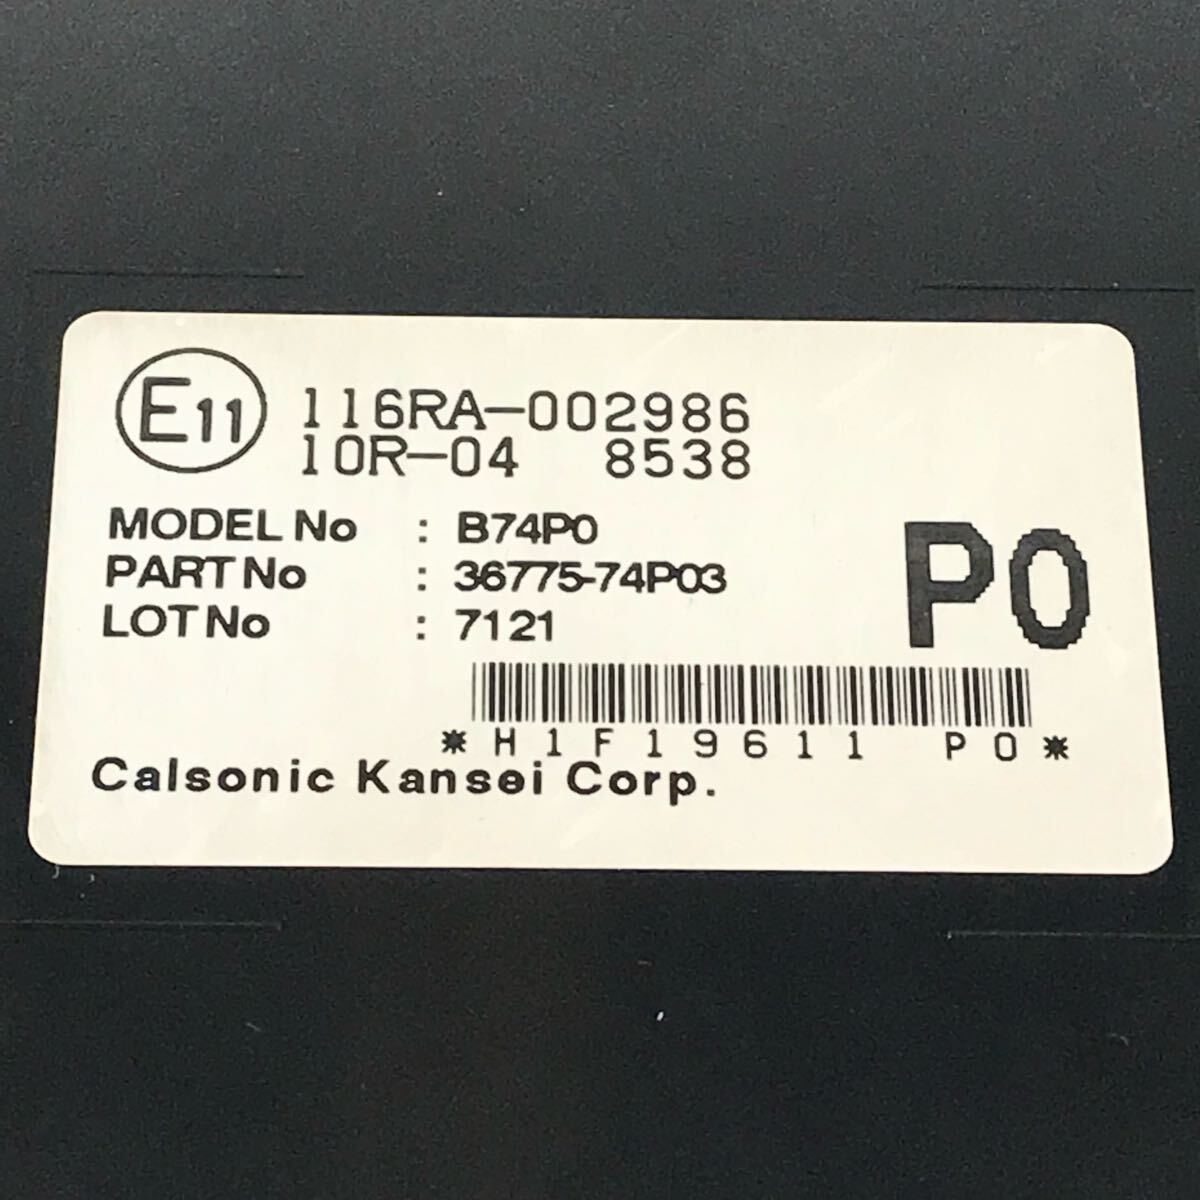 E11 116RA-002986
10R-04 8538
MODEL No : B74P0
PART No : 36775-74P03
LOT No : 7121
P0
*H1F19611 P0*
Calsonic Kansei Corp.